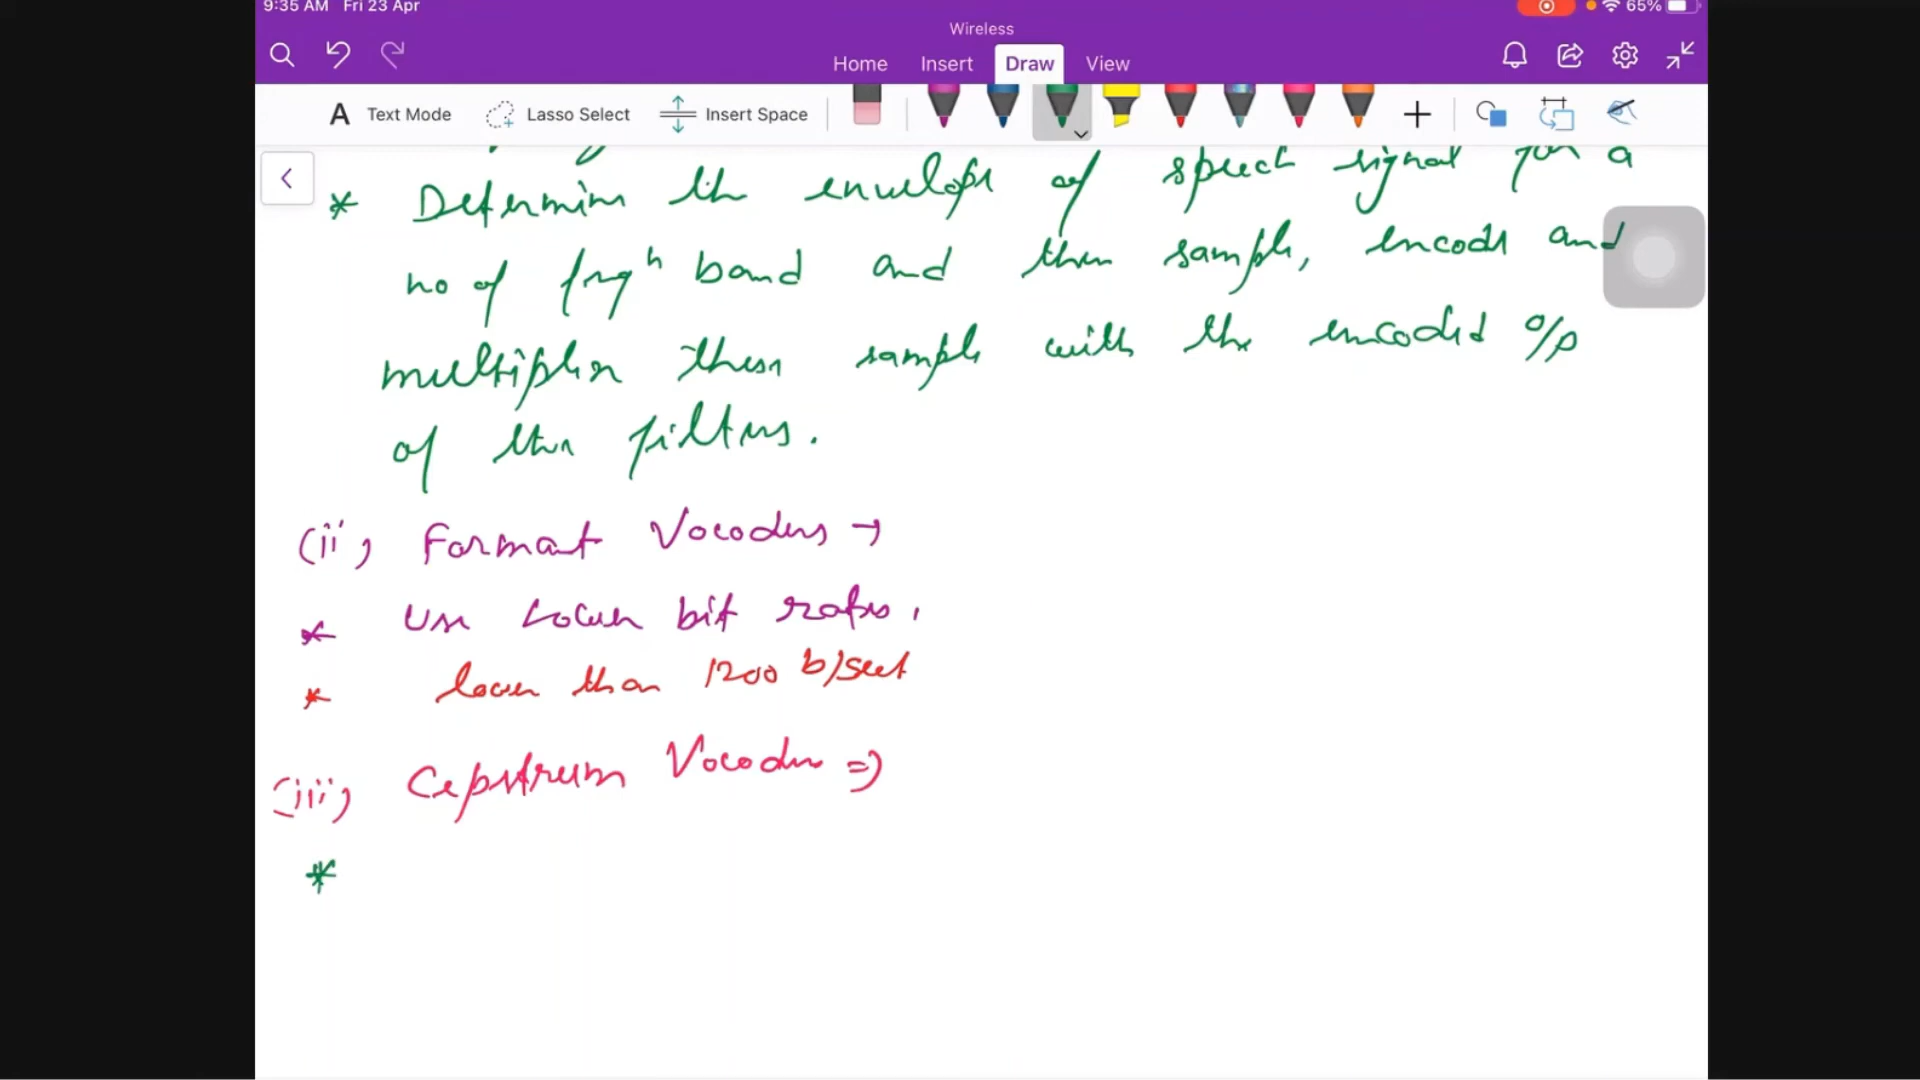 9:35 AM Fri 23 Apr 65%
Wireless
Home Insert Draw View
A Text Mode Lasso Select Insert Space
* Determine the envelope of speech signal for a
no of freqn band and then sample, encode and
multiplex these sample with the encoded o/p
of the filters.
(ii) Formant Vocoders →
* Use Lower bit rates,
* lower than 1200 b/sec
(iii) Cepstrum Vocoder ⇒
*